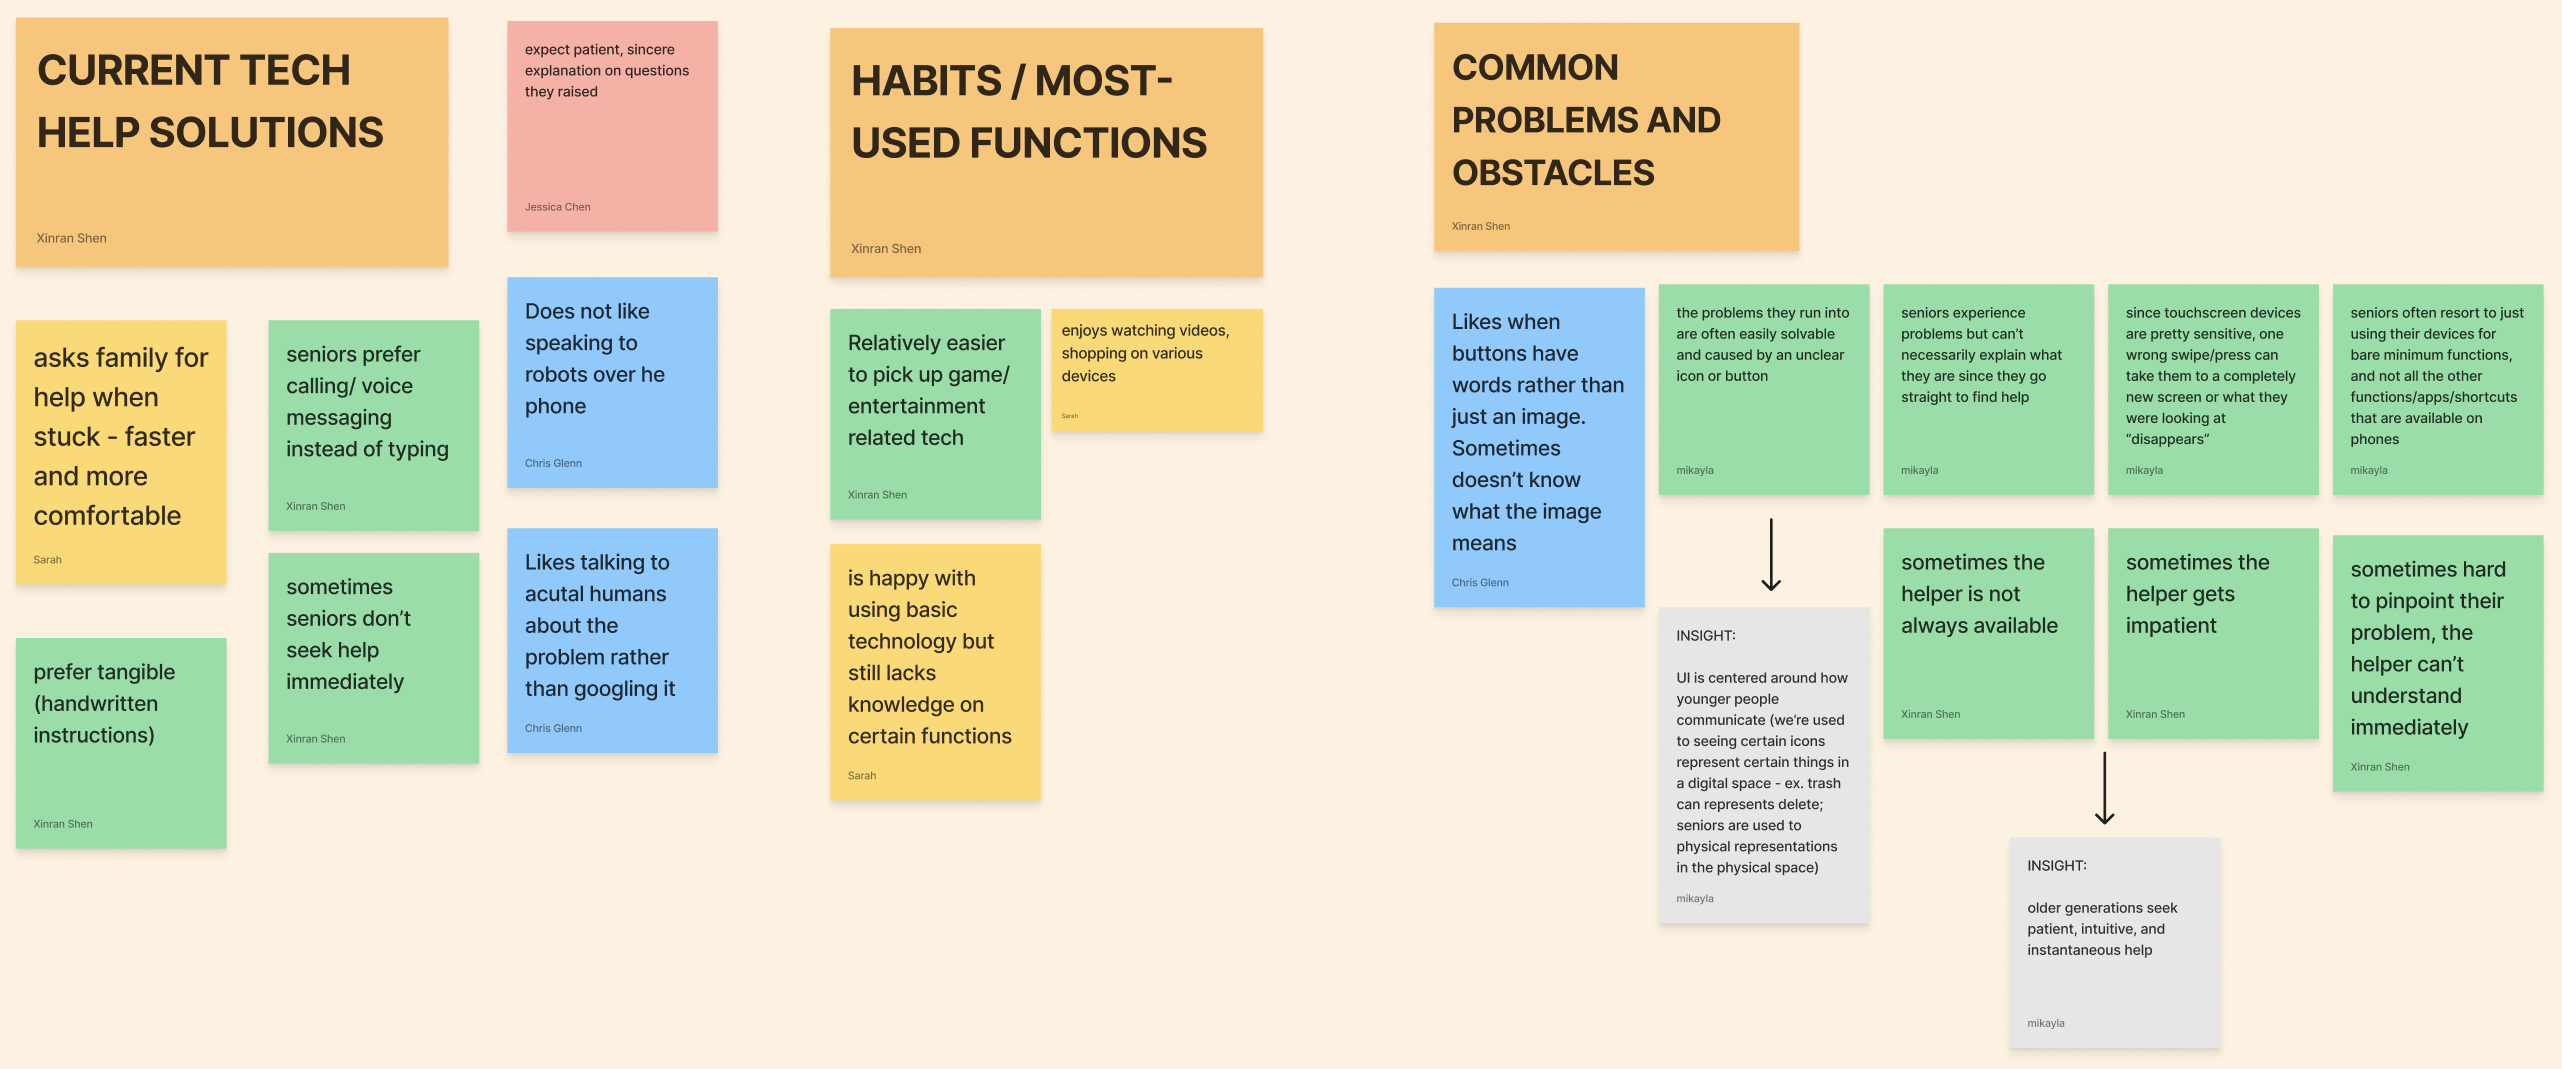 CURRENT TECH
HELP SOLUTIONS
Xinran Shen
asks family for
help when
stuck - faster
and more
comfortable
Sarah
prefer tangible
(handwritten
instructions)
Xinran Shen
seniors prefer
calling/ voice
messaging
instead of typing
Xinran Shen
sometimes
seniors don’t
seek help
immediately
Xinran Shen
expect patient, sincere
explanation on questions
they raised
Jessica Chen
Does not like
speaking to
robots over he
phone
Chris Glenn
Likes talking to
acutal humans
about the
problem rather
than googling it
Chris Glenn
HABITS / MOST-
USED FUNCTIONS
Xinran Shen
Relatively easier
to pick up game/
entertainment
related tech
Xinran Shen
enjoys watching videos,
shopping on various
devices
Sarah
is happy with
using basic
technology but
still lacks
knowledge on
certain functions
Sarah
COMMON
PROBLEMS AND
OBSTACLES
Xinran Shen
Likes when
buttons have
words rather than
just an image.
Sometimes
doesn’t know
what the image
means
Chris Glenn
the problems they run into
are often easily solvable
and caused by an unclear
icon or button
mikayla
INSIGHT:
UI is centered around how
younger people
communicate (we’re used
to seeing certain icons
represent certain things in
a digital space - ex. trash
can represents delete;
seniors are used to
physical representations
in the physical space)
mikayla
seniors experience
problems but can’t
necessarily explain what
they are since they go
straight to find help
mikayla
since touchscreen devices
are pretty sensitive, one
wrong swipe/press can
take them to a completely
new screen or what they
were looking at
“disappears”
mikayla
seniors often resort to just
using their devices for
bare minimum functions,
and not all the other
functions/apps/shortcuts
that are available on
phones
mikayla
sometimes the
helper is not
always available
Xinran Shen
sometimes the
helper gets
impatient
Xinran Shen
sometimes hard
to pinpoint their
problem, the
helper can’t
understand
immediately
Xinran Shen
INSIGHT:
older generations seek
patient, intuitive, and
instantaneous help
mikayla